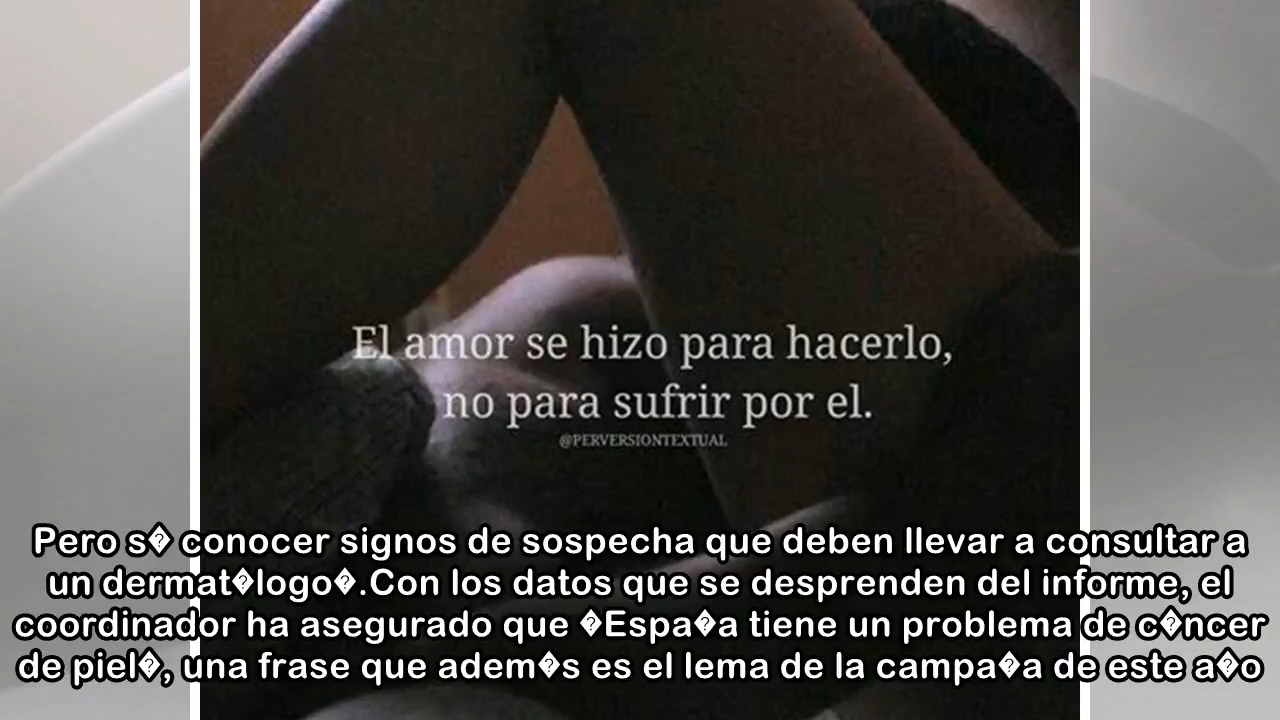 El amor se hizo para hacerlo,
no para sufrir por el.
@PERVERSIONTEXTUAL
Pero s� conocer signos de sospecha que deben llevar a consultar a
un dermat�logo�.Con los datos que se desprenden del informe, el
coordinador ha asegurado que �Espa�a tiene un problema de c�ncer
de piel�, una frase que adem�s es el lema de la campa�a de este a�o